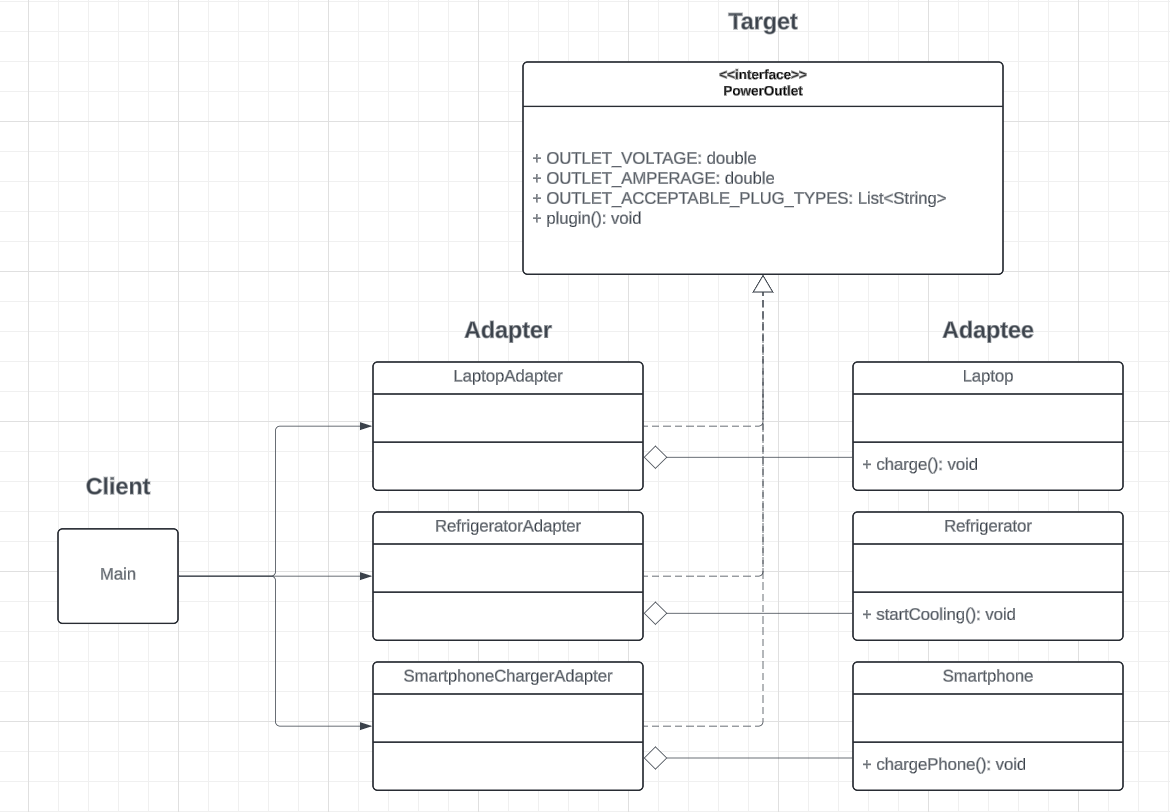 Target
<<interface>>
PowerOutlet
+ OUTLET_VOLTAGE: double
+ OUTLET_AMPERAGE: double
+ OUTLET_ACCEPTABLE_PLUG_TYPES: List<String>
+ plugin(): void
Adapter
Adaptee
LaptopAdapter
Laptop
+ charge(): void
Client
Main
RefrigeratorAdapter
Refrigerator
+ startCooling(): void
SmartphoneChargerAdapter
Smartphone
+ chargePhone(): void